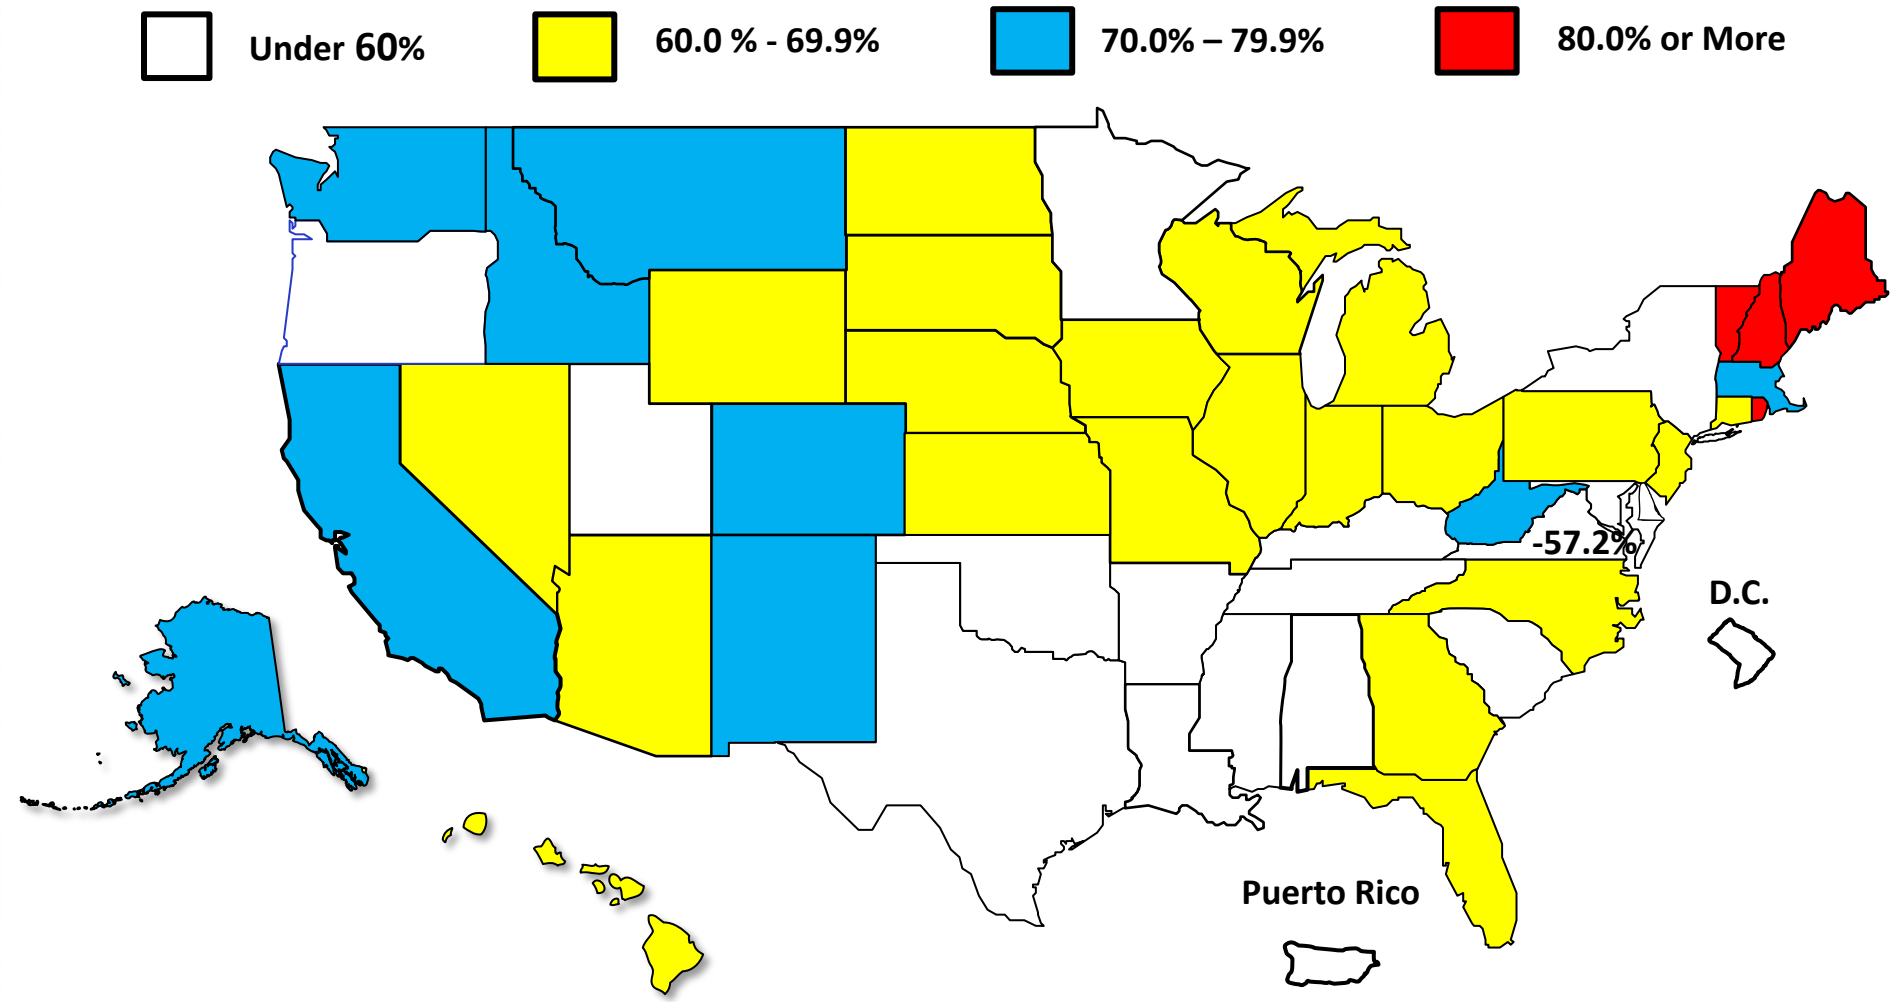 Under 60%
60.0 % - 69.9%
70.0% – 79.9%
80.0% or More
-57.2%
D.C.
Puerto Rico